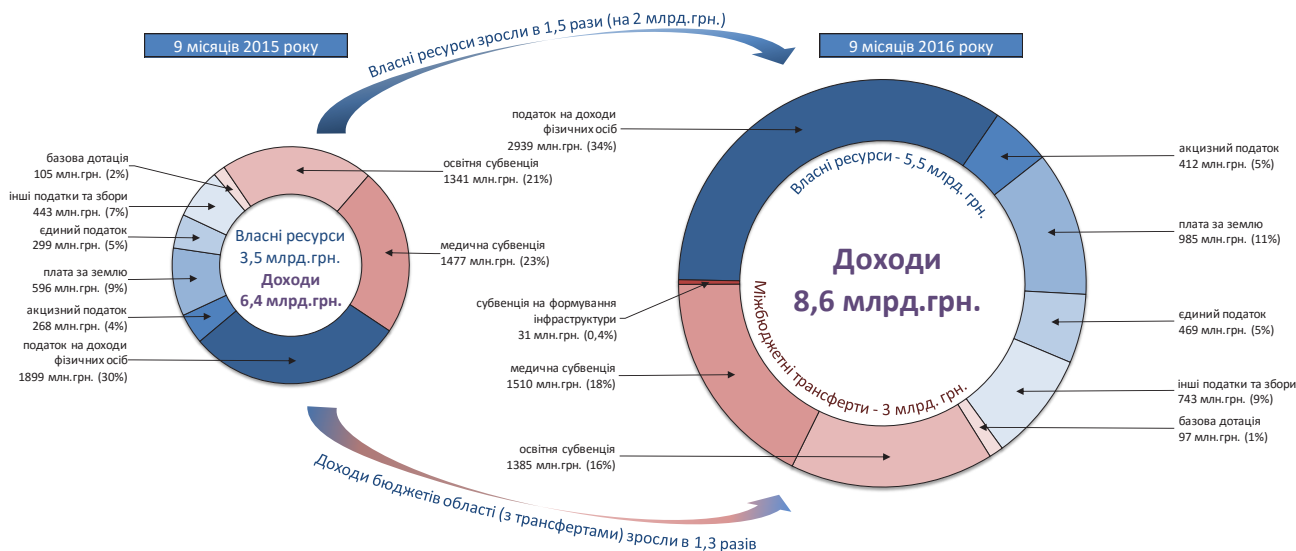 9 місяців 2015 року
Власні ресурси зросли в 1,5 рази (на 2 млрд.грн.)
9 місяців 2016 року
базова дотація
105 млн.грн. (2%)
інші податки та збори
443 млн.грн. (7%)
єдиний податок
299 млн.грн. (5%)
плата за землю
596 млн.грн. (9%)
акцизний податок
268 млн.грн. (4%)
податок на доходи
фізичних осіб
1899 млн.грн. (30%)
освітня субвенція
1341 млн.грн. (21%)
медична субвенція
1477 млн.грн. (23%)
Власні ресурси
3,5 млрд.грн.
Доходи
6,4 млрд.грн.
податок на доходи
фізичних осіб
2939 млн.грн. (34%)
субвенція на формування
інфраструктури
31 млн.грн. (0,4%)
медична субвенція
1510 млн.грн. (18%)
освітня субвенція
1385 млн.грн. (16%)
Власні ресурси - 5,5 млрд. грн.
Доходи
8,6 млрд.грн.
Міжбюджетні трансферти - 3 млрд. грн.
акцизний податок
412 млн.грн. (5%)
плата за землю
985 млн.грн. (11%)
єдиний податок
469 млн.грн. (5%)
інші податки та збори
743 млн.грн. (9%)
базова дотація
97 млн.грн. (1%)
Доходи бюджетів області (з трансфертами) зросли в 1,3 разів